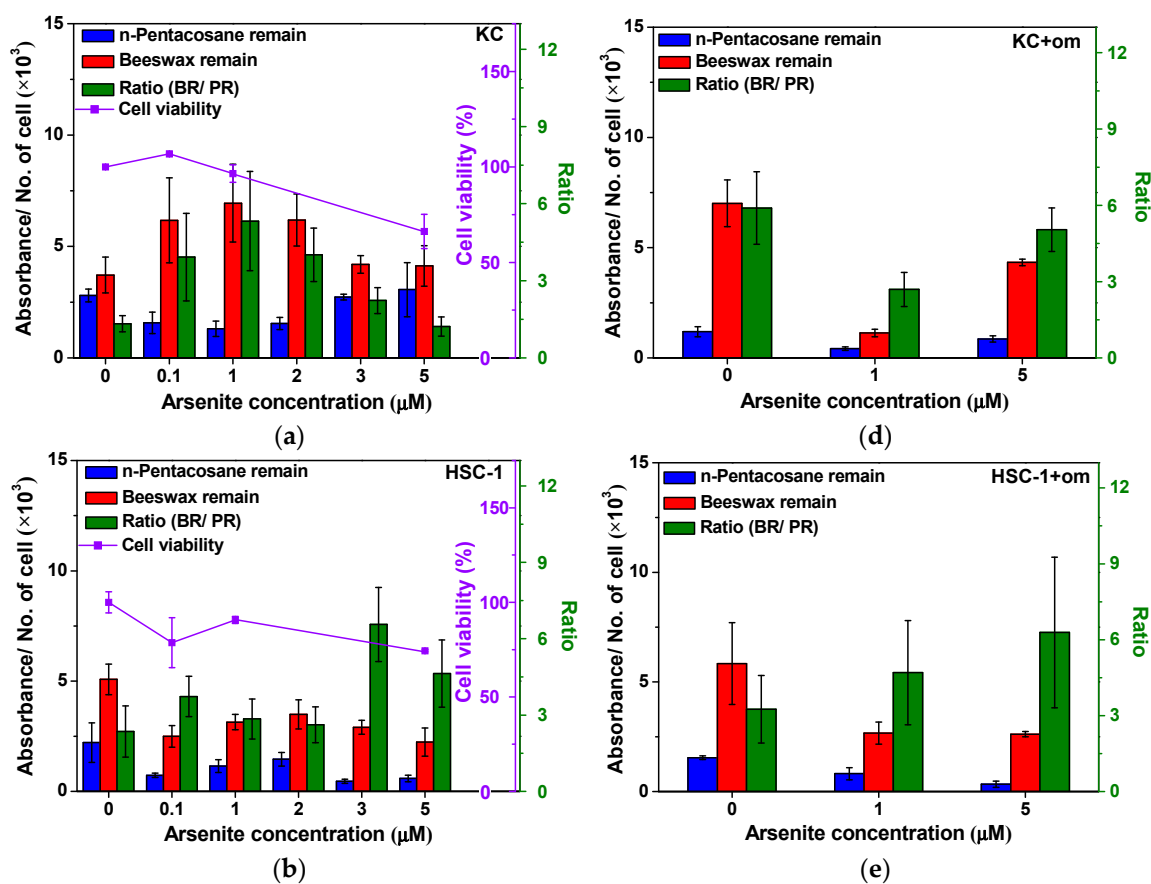 KC
n-Pentacosane remain
Beeswax remain
Ratio (BR/ PR)
Cell viability
Absorbance/ No. of cell (×10³)
15
10
5
0
0 0.1 1 2 3 5
Arsenite concentration (μM)
Cell viability (%)
150
100
50
0
Ratio
12
9
6
3
0
(a)
KC+om
n-Pentacosane remain
Beeswax remain
Ratio (BR/ PR)
Absorbance/ No. of cell (×10³)
15
10
5
0
0 1 5
Arsenite concentration (μM)
Ratio
12
9
6
3
0
(d)
HSC-1
n-Pentacosane remain
Beeswax remain
Ratio (BR/ PR)
Cell viability
Absorbance/ No. of cell (×10³)
15
10
5
0
0 0.1 1 2 3 5
Arsenite concentration (μM)
Cell viability (%)
150
100
50
0
Ratio
12
9
6
3
0
(b)
HSC-1+om
n-Pentacosane remain
Beeswax remain
Ratio (BR/ PR)
Absorbance/ No. of cell (×10³)
15
10
5
0
0 1 5
Arsenite concentration (μM)
Ratio
12
9
6
3
0
(e)